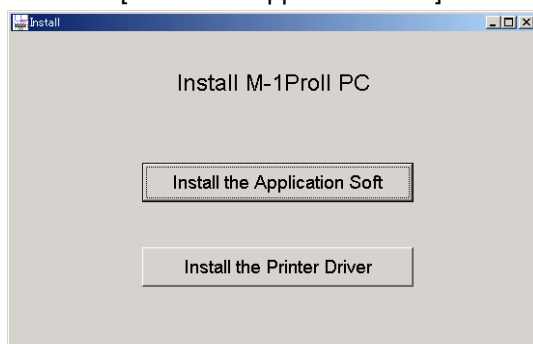 Install
Install M-1ProII PC
Install the Application Soft
Install the Printer Driver